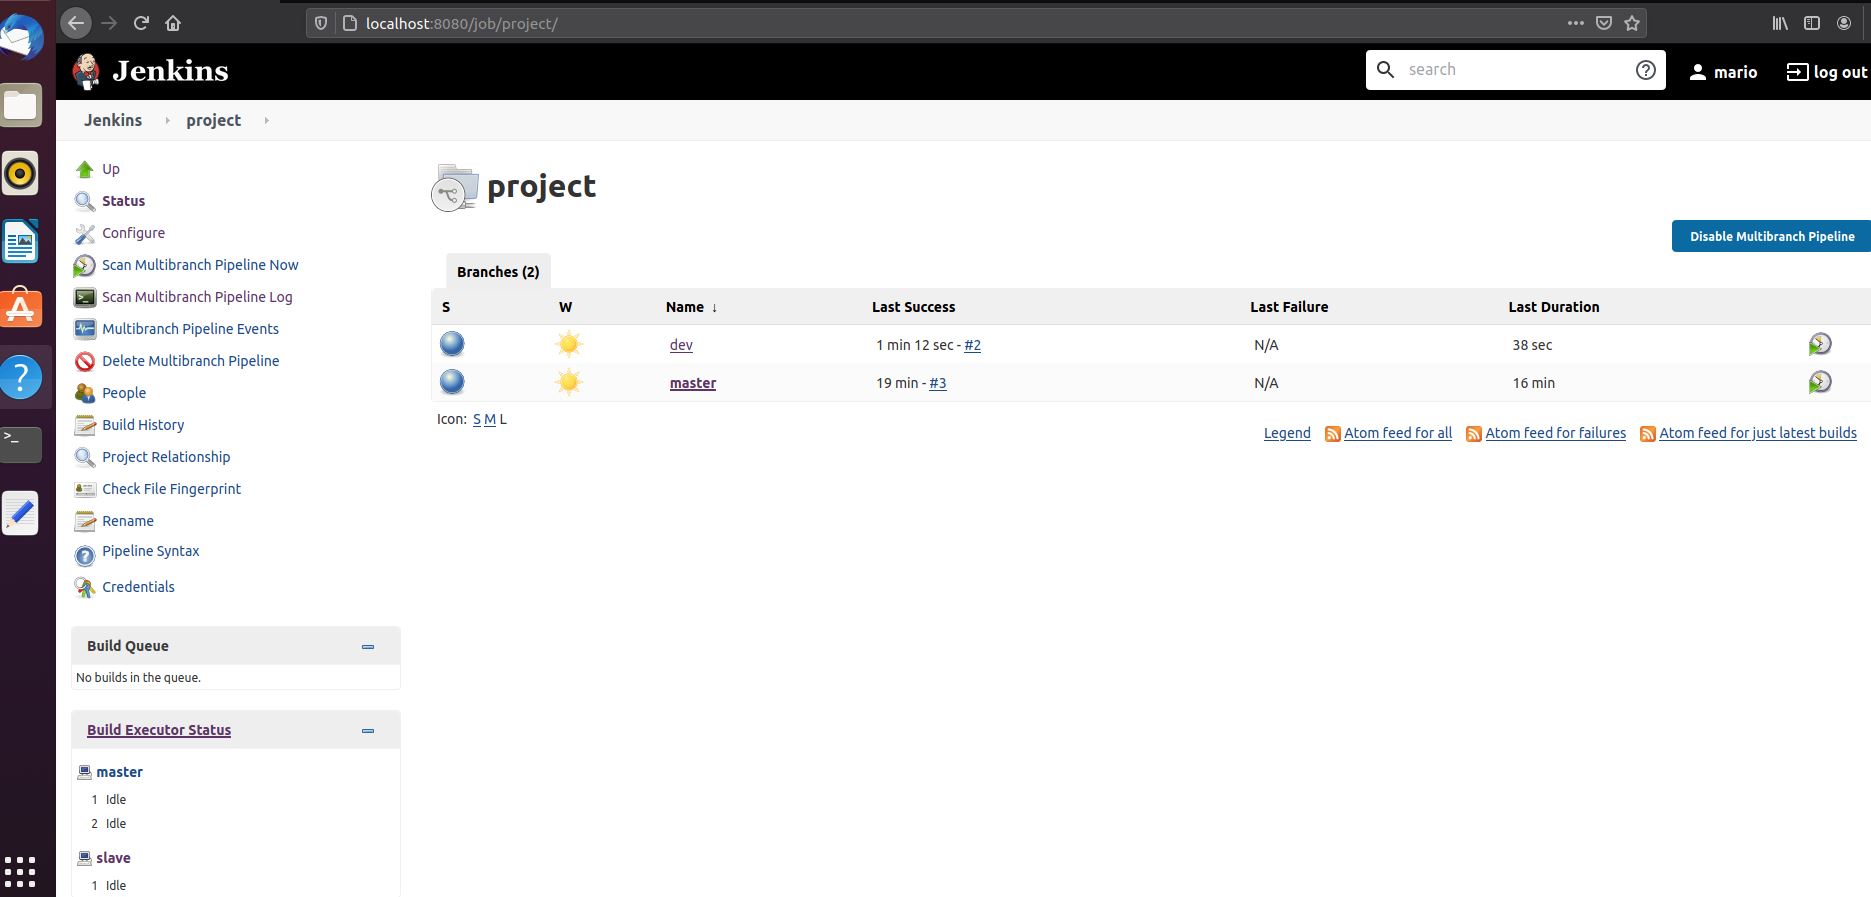 localhost:8080/job/project/
Jenkins
search
mario
log out
Jenkins
project
Up
Status
Configure
Scan Multibranch Pipeline Now
Scan Multibranch Pipeline Log
Multibranch Pipeline Events
Delete Multibranch Pipeline
People
Build History
Project Relationship
Check File Fingerprint
Rename
Pipeline Syntax
Credentials
Build Queue
No builds in the queue.
Build Executor Status
master
1 Idle
2 Idle
slave
1 Idle
project
Disable Multibranch Pipeline
Branches (2)
S W Name ↓ Last Success Last Failure Last Duration
dev 1 min 12 sec - #2 N/A 38 sec
master 19 min - #3 N/A 16 min
Icon: S M L
Legend Atom feed for all Atom feed for failures Atom feed for just latest builds